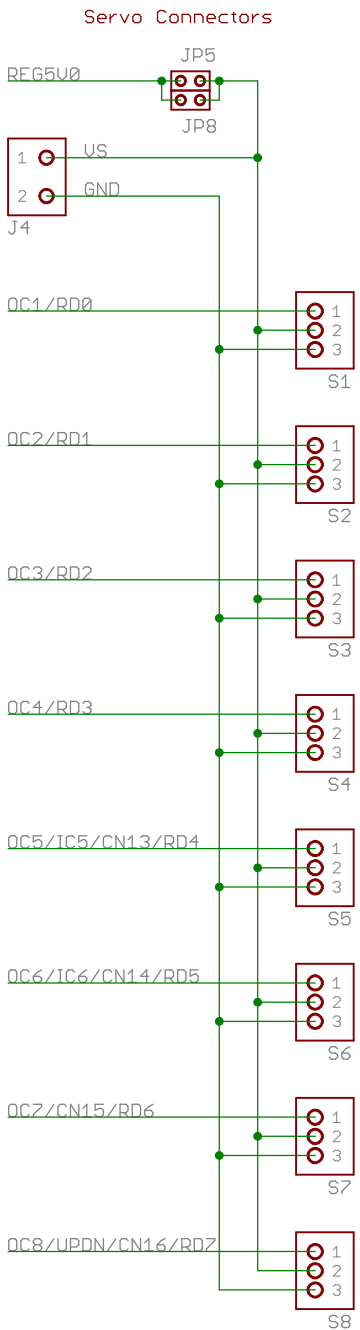 Servo Connectors
JP5
REG5V0
JP8
1 VS
2 GND
J4
OC1/RD0 1
2
3
S1
OC2/RD1 1
2
3
S2
OC3/RD2 1
2
3
S3
OC4/RD3 1
2
3
S4
OC5/IC5/CN13/RD4 1
2
3
S5
OC6/IC6/CN14/RD5 1
2
3
S6
OC7/CN15/RD6 1
2
3
S7
OC8/UPDN/CN16/RD7 1
2
3
S8